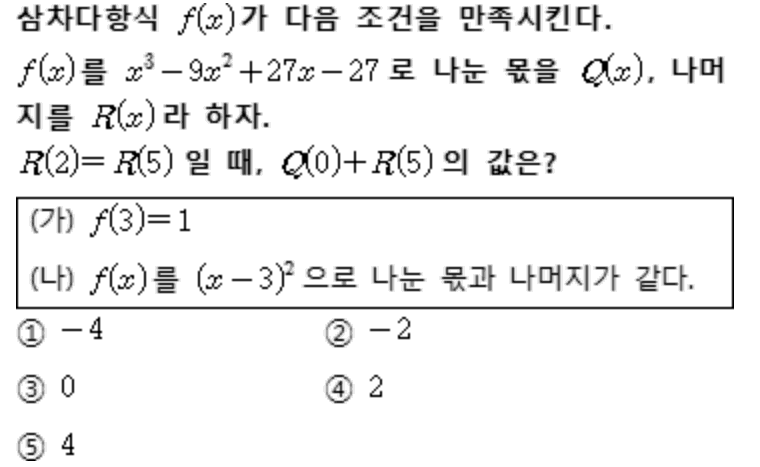 삼차다항식 f(x)가 다음 조건을 만족시킨다.
f(x)를 x³-9x²+27x-27로 나눈 몫을 Q(x), 나머
지를 R(x)라 하자.
R(2)=R(5)일 때, Q(0)+R(5)의 값은?
(가) f(3)=1
(나) f(x)를 (x-3)²으로 나눈 몫과 나머지가 같다.
① -4 ② -2
③ 0 ④ 2
⑤ 4